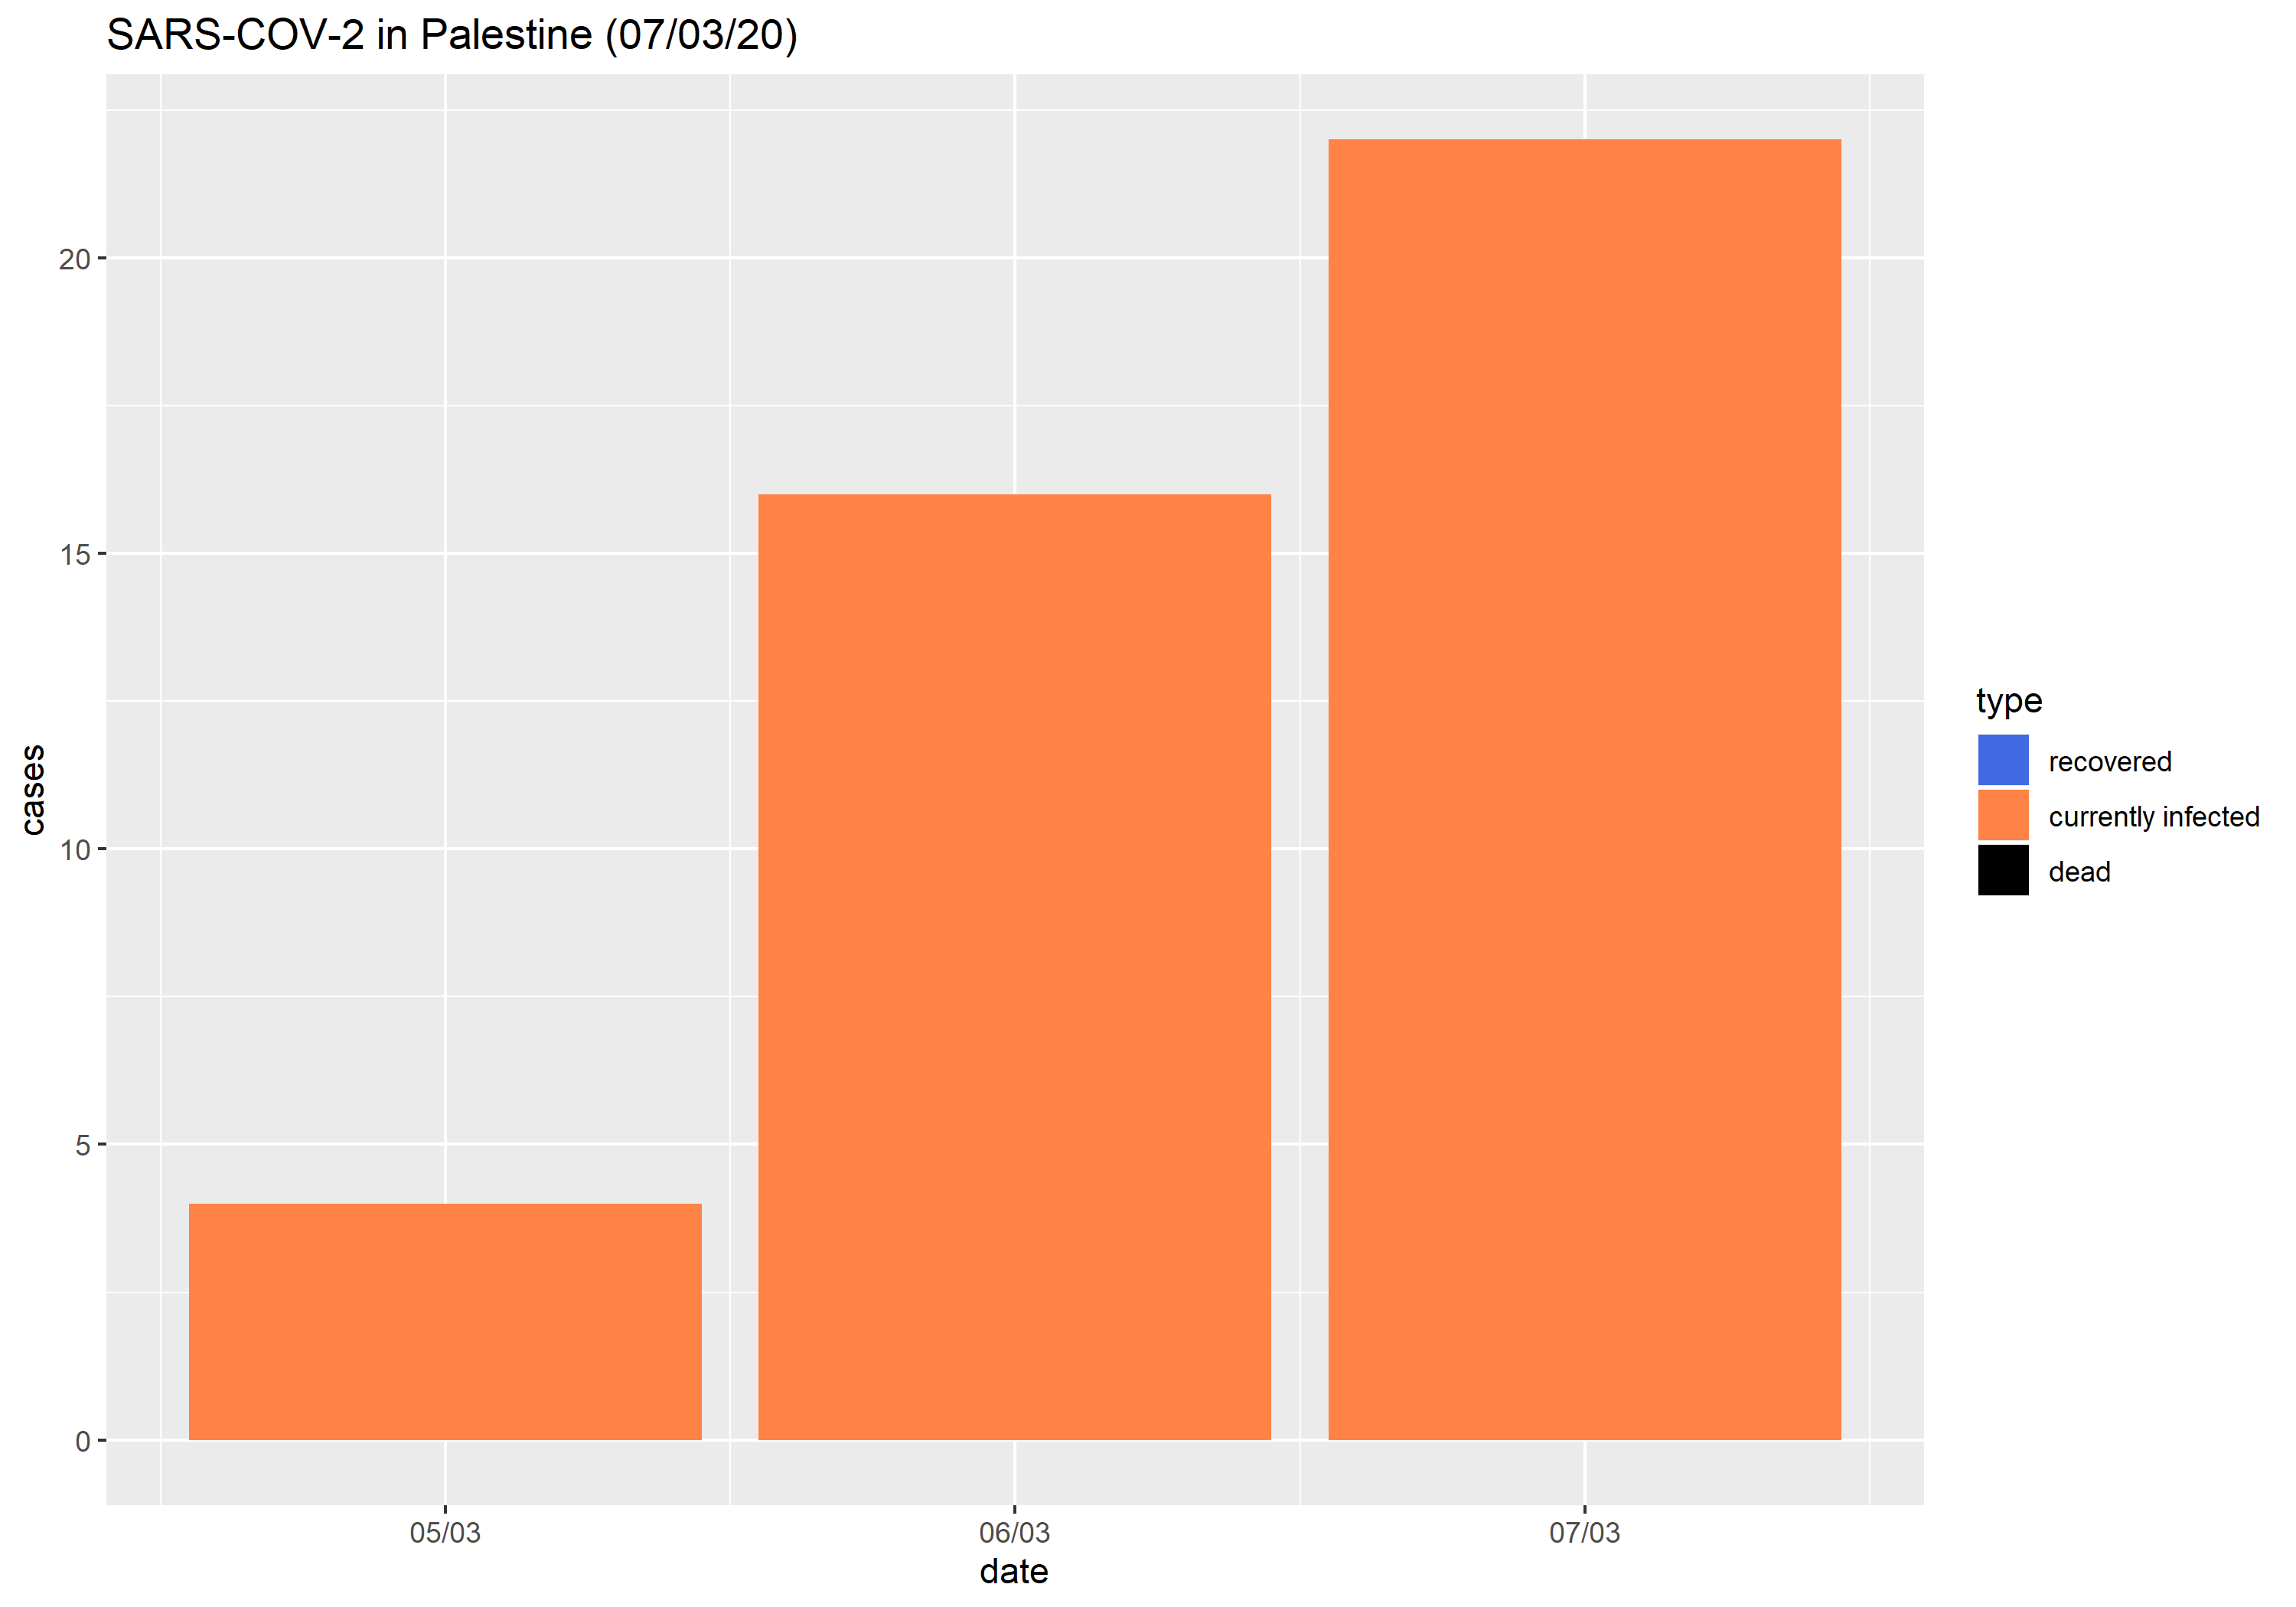 SARS-COV-2 in Palestine (07/03/20)
cases
20
15
10
5
0
05/03
06/03
07/03
date
type
recovered
currently infected
dead